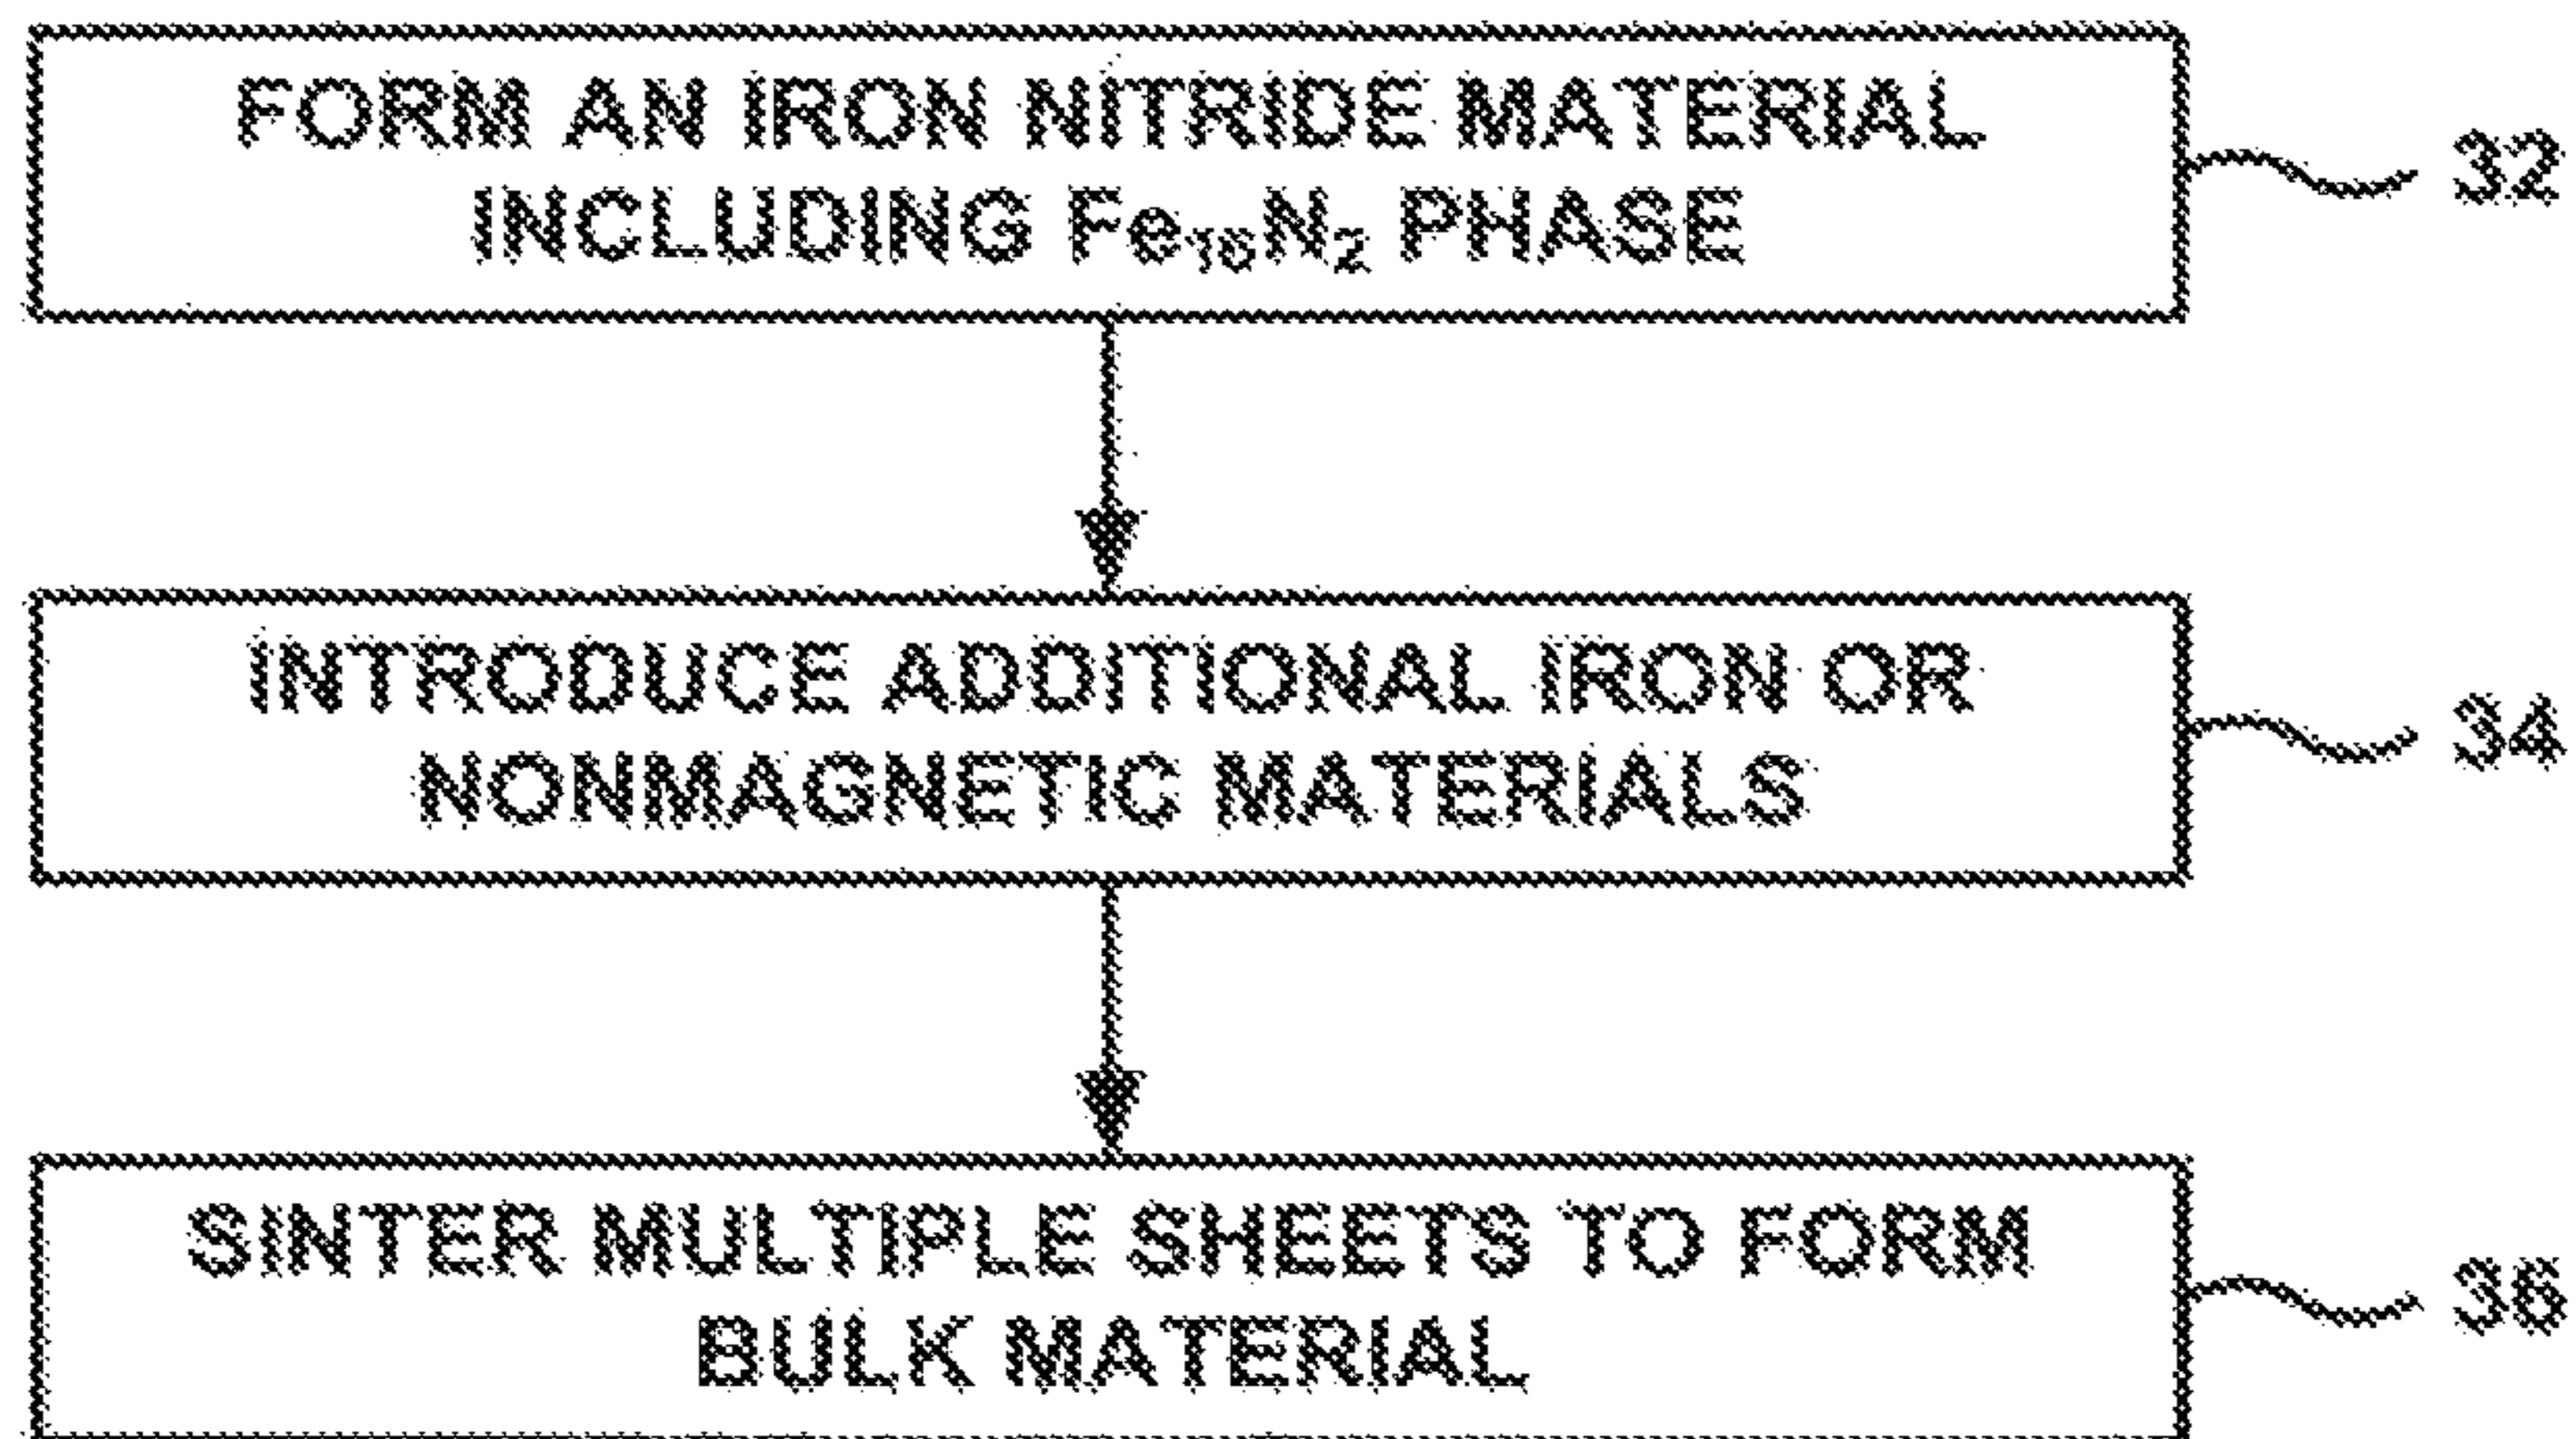 FORM AN IRON NITRIDE MATERIAL
INCLUDING Fe₁₆N₂ PHASE
32
INTRODUCE ADDITIONAL IRON OR
NONMAGNETIC MATERIALS
34
SINTER MULTIPLE SHEETS TO FORM
BULK MATERIAL
36